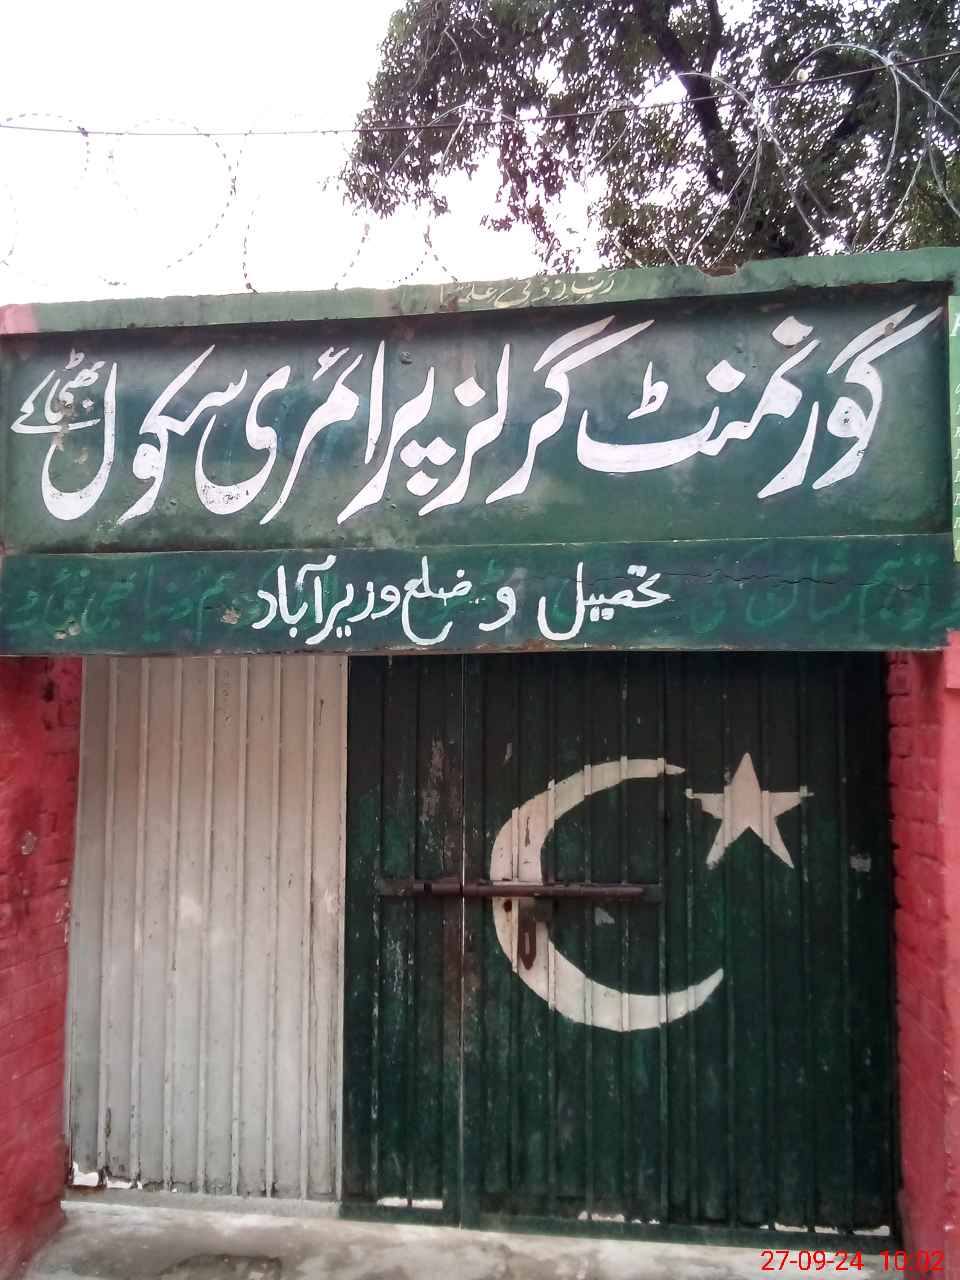 رب زدنی علما
گورنمنٹ گرلز پرائمری سکول
تحصیل و ضلع وزیرآباد
27-09-24 10:02